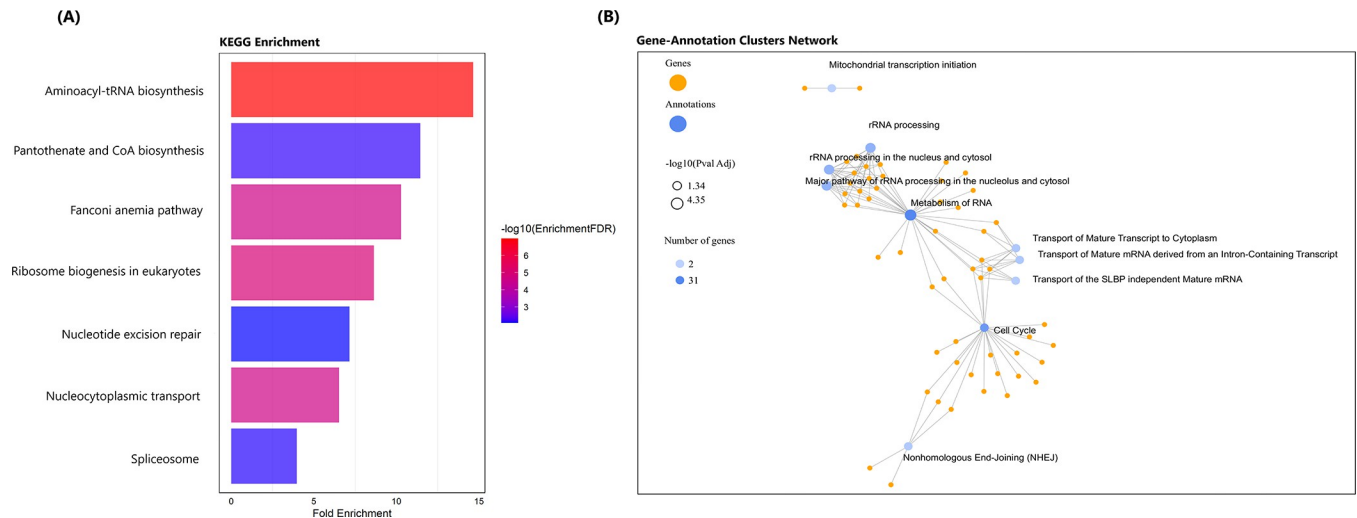 (A)
KEGG Enrichment
Aminoacyl-tRNA biosynthesis
Pantothenate and CoA biosynthesis
Fanconi anemia pathway
Ribosome biogenesis in eukaryotes
Nucleotide excision repair
Nucleocytoplasmic transport
Spliceosome
0 5 10 15
Fold Enrichment
-log10(EnrichmentFDR)
6
5
4
3
(B)
Gene-Annotation Clusters Network
Genes
Annotations
-log10(Pval Adj)
1.34
4.35
Number of genes
2
31
Mitochondrial transcription initiation
rRNA processing
rRNA processing in the nucleus and cytosol
Major pathway of rRNA processing in the nucleolus and cytosol
Metabolism of RNA
Transport of Mature Transcript to Cytoplasm
Transport of Mature mRNA derived from an Intron-Containing Transcript
Transport of the SLBP independent Mature mRNA
Cell Cycle
Nonhomologous End-Joining (NHEJ)